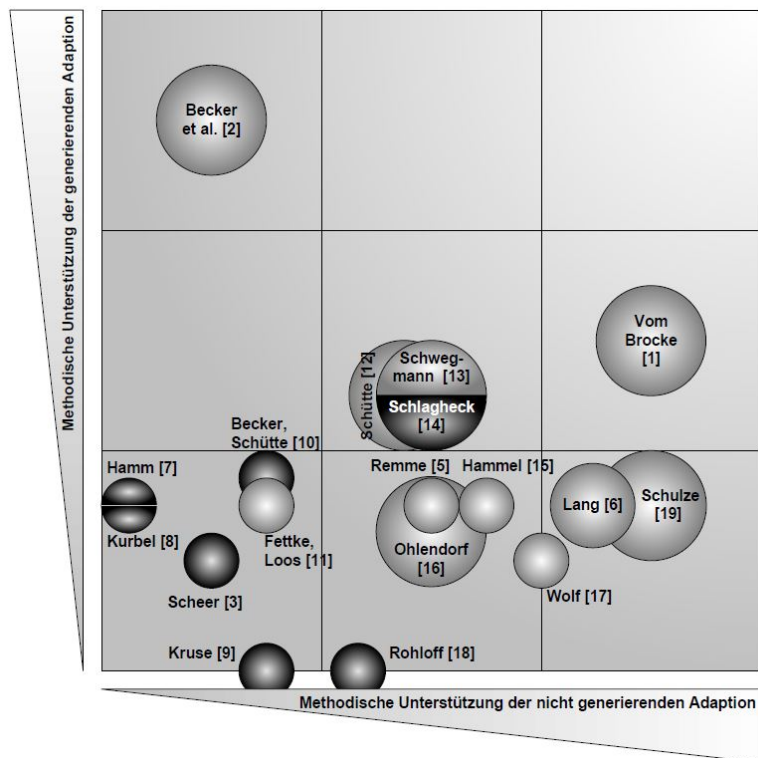 Methodische Unterstützung der generierenden Adaption
Becker
et al. [2]
Vom
Brocke
[1]
Schütte [12]
Schweg-
mann [13]
Schlagheck
[14]
Becker,
Schütte [10]
Hamm [7]
Kurbel [8]
Fettke,
Loos [11]
Scheer [3]
Remme [5]
Hammel [15]
Ohlendorf
[16]
Lang [6]
Schulze
[19]
Wolf [17]
Kruse [9]
Rohloff [18]
Methodische Unterstützung der nicht generierenden Adaption